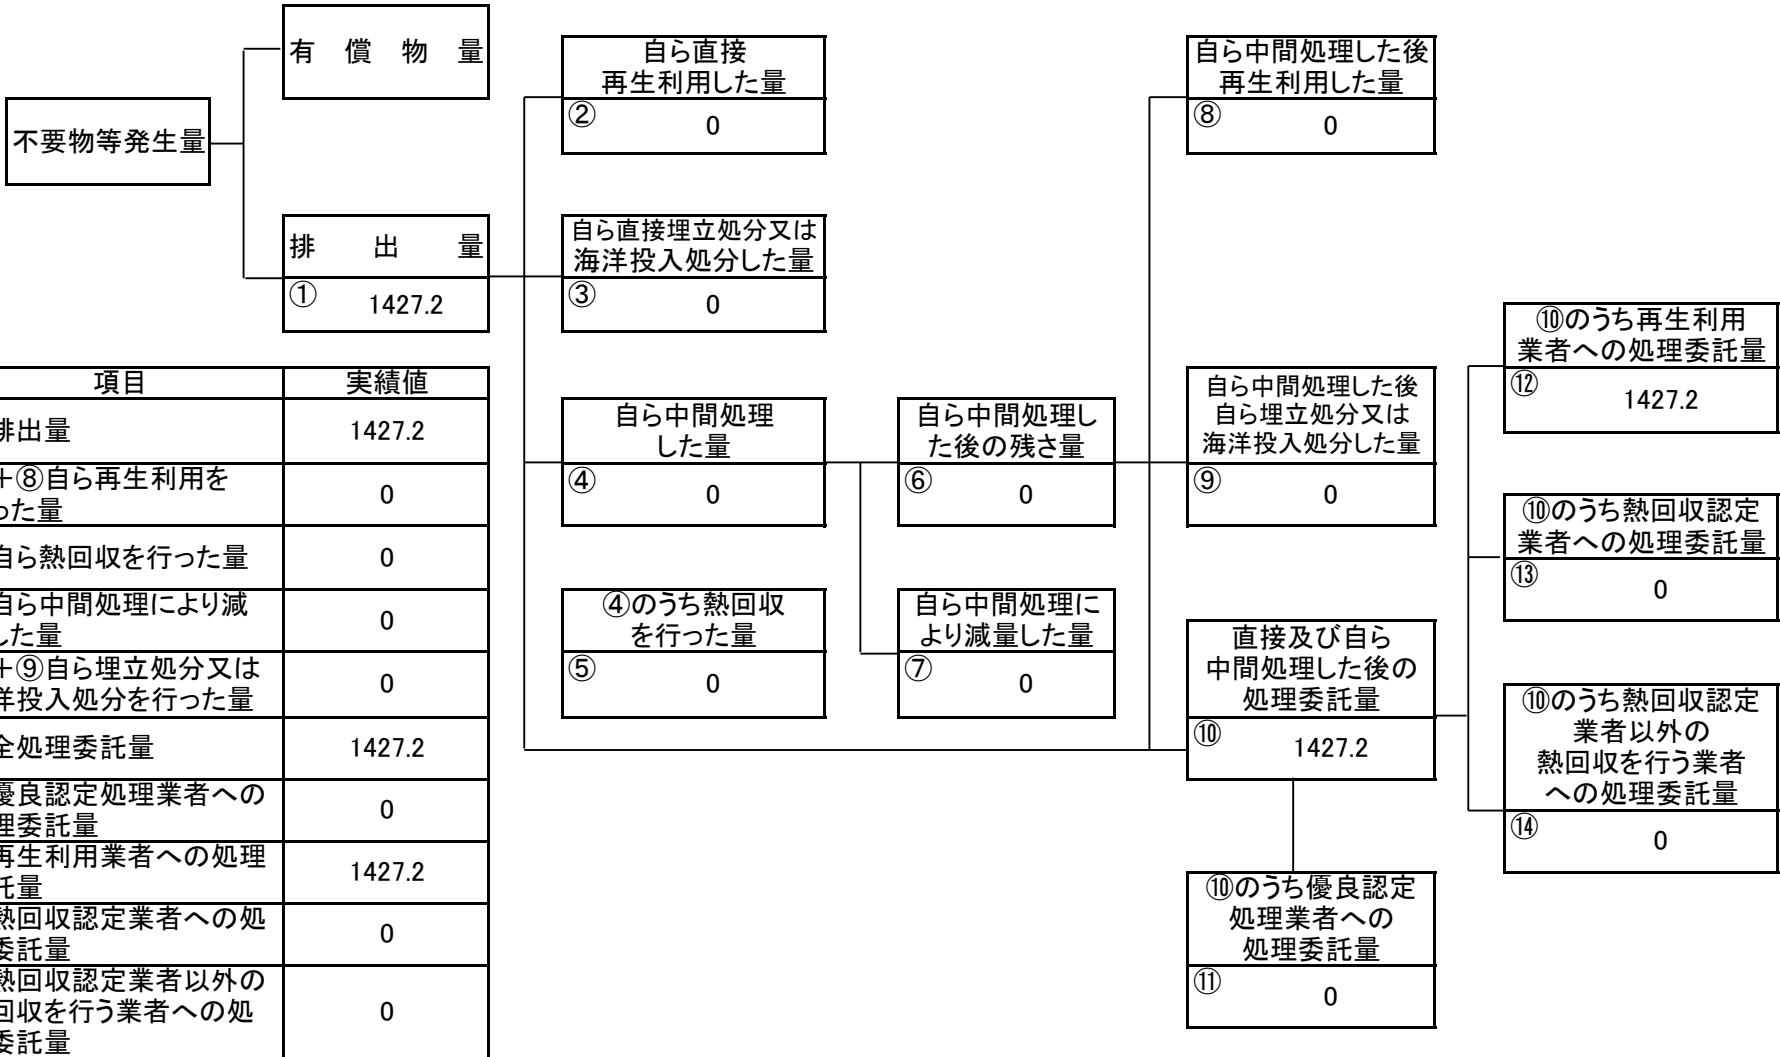 不要物等発生量
有償物量
排出量
① 1427.2
自ら直接
再生利用した量
② 0
自ら直接埋立処分又は
海洋投入処分した量
③ 0
自ら中間処理
した量
④ 0
④のうち熱回収
を行った量
⑤ 0
自ら中間処理し
た後の残さ量
⑥ 0
自ら中間処理に
より減量した量
⑦ 0
自ら中間処理した後
再生利用した量
⑧ 0
自ら中間処理した後
自ら埋立処分又は
海洋投入処分した量
⑨ 0
直接及び自ら
中間処理した後の
処理委託量
⑩ 1427.2
⑩のうち優良認定
処理業者への
処理委託量
⑪ 0
⑩のうち再生利用
業者への処理委託量
⑫ 1427.2
⑩のうち熱回収認定
業者への処理委託量
⑬ 0
⑩のうち熱回収認定
業者以外の
熱回収を行う業者
への処理委託量
⑭ 0
項目 実績値
排出量 1427.2
＋⑧自ら再生利用を
った量 0
自ら熱回収を行った量 0
自ら中間処理により減
した量 0
＋⑨自ら埋立処分又は
洋投入処分を行った量 0
全処理委託量 1427.2
優良認定処理業者への
理委託量 0
再生利用業者への処理
託量 1427.2
熱回収認定業者への処
委託量 0
熱回収認定業者以外の
回収を行う業者への処
委託量 0